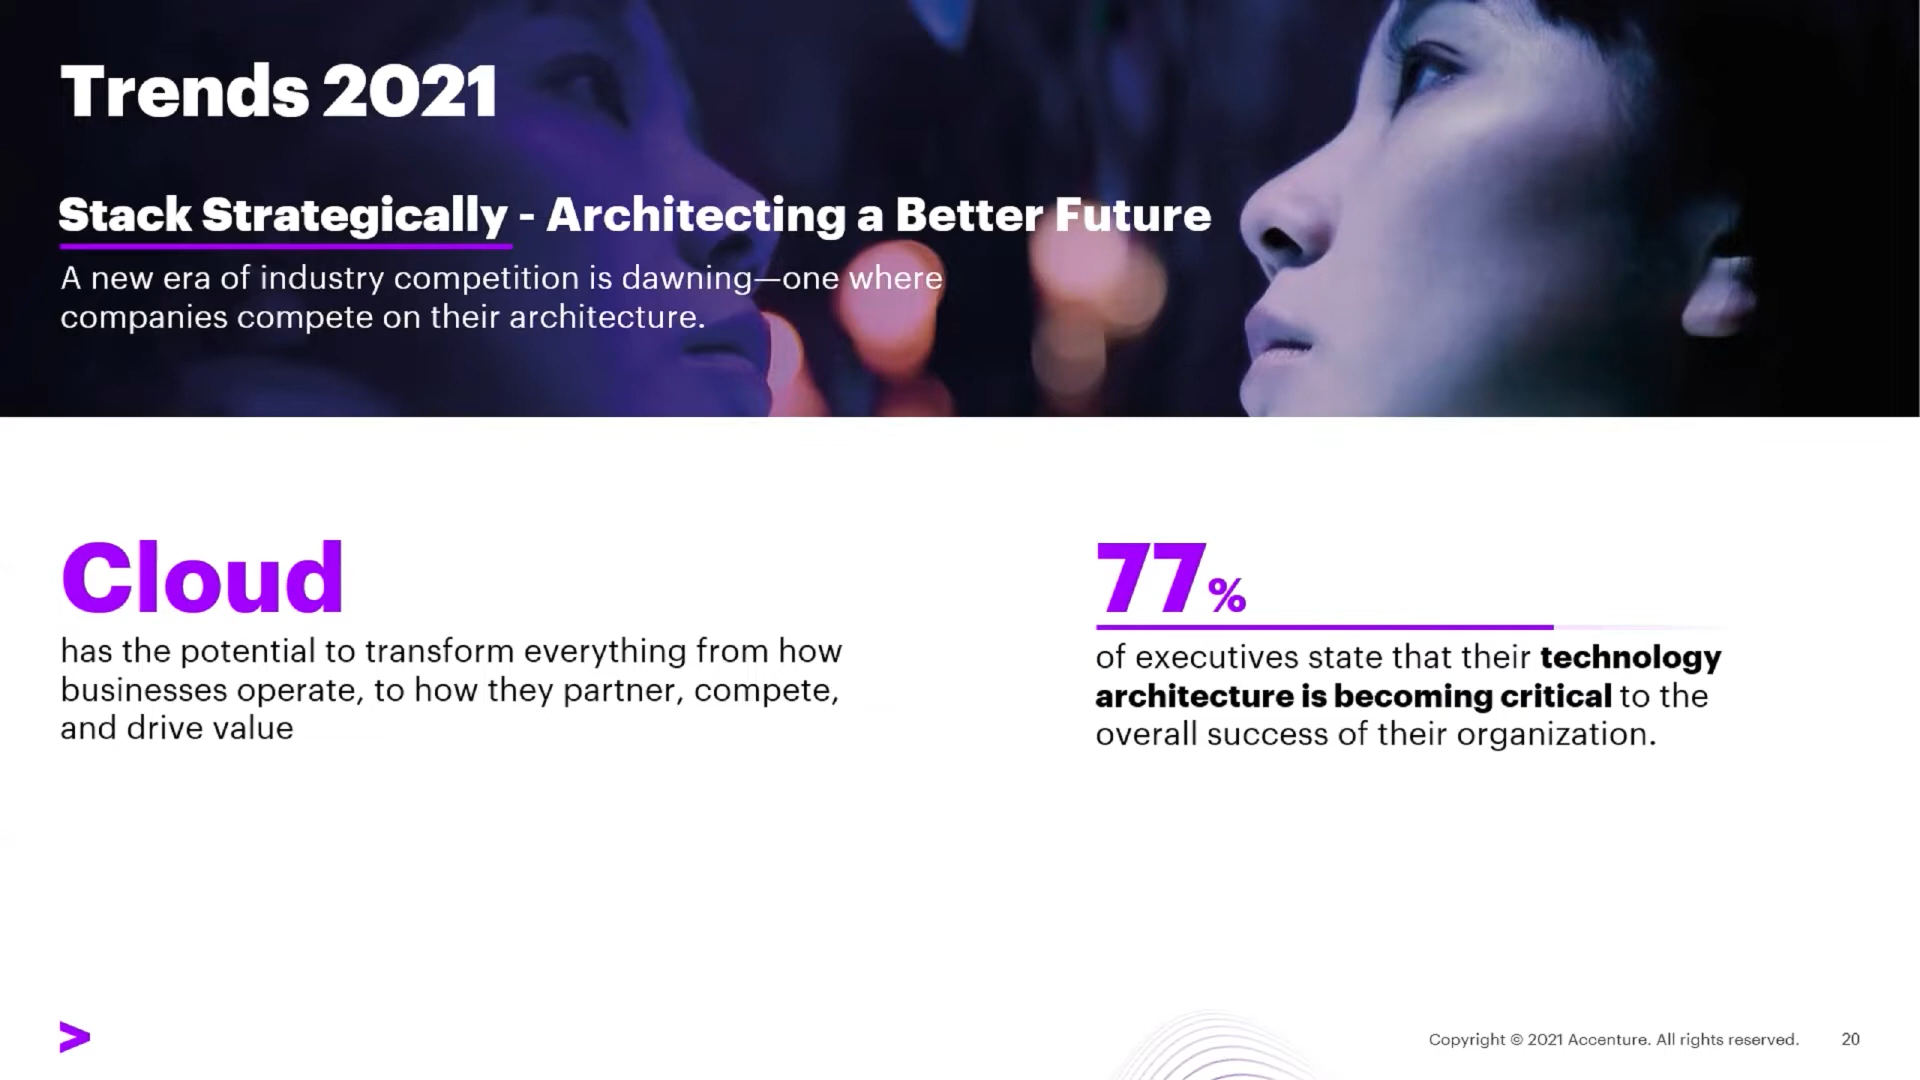 Trends 2021
Stack Strategically - Architecting a Better Future
A new era of industry competition is dawning—one where
companies compete on their architecture.
Cloud
has the potential to transform everything from how
businesses operate, to how they partner, compete,
and drive value
77%
of executives state that their technology
architecture is becoming critical to the
overall success of their organization.
>
Copyright © 2021 Accenture. All rights reserved. 20